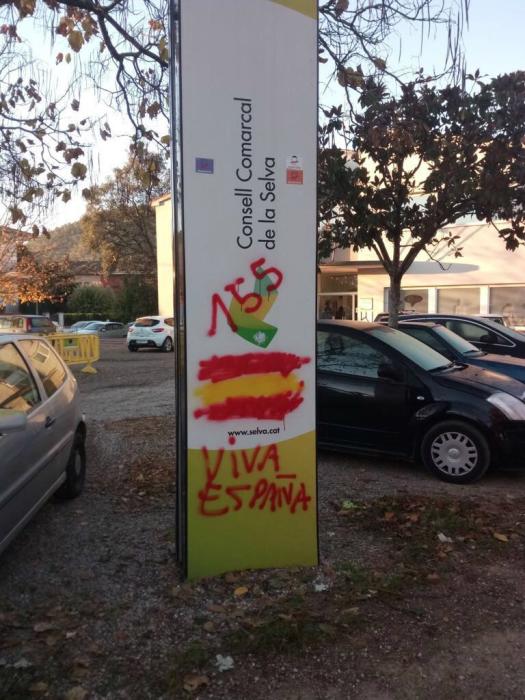 Consell Comarcal
de la Selva
155
www.selva.cat
VIVA
ESPAÑA